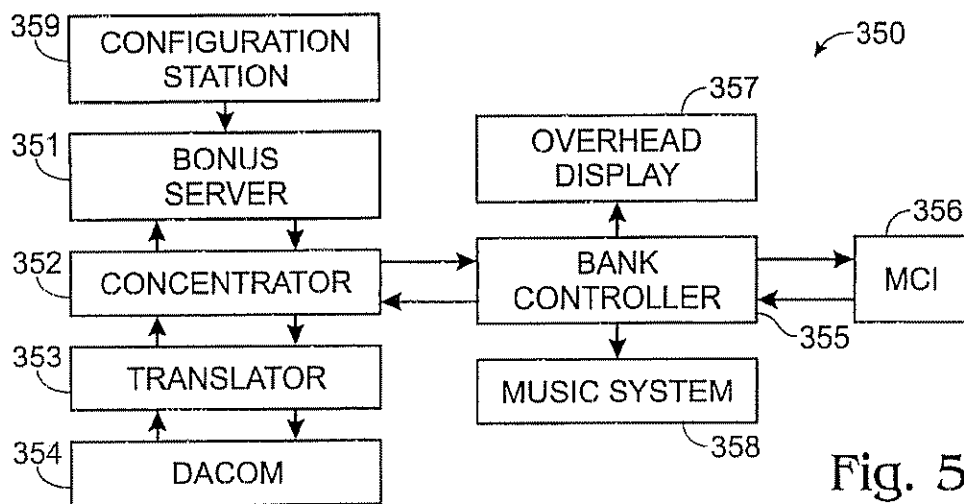 359
CONFIGURATION
STATION
350
351
BONUS
SERVER
357
OVERHEAD
DISPLAY
352
CONCENTRATOR
BANK
CONTROLLER
355
356
MCI
353
TRANSLATOR
MUSIC SYSTEM
358
354
DACOM
Fig. 5